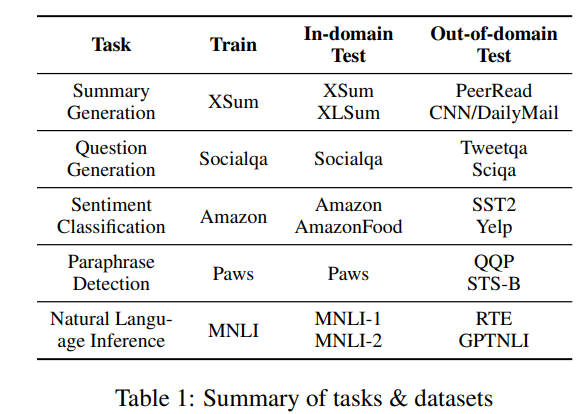 Task Train In-domain Test Out-of-domain Test
Summary Generation XSum XSum XLSum PeerRead CNN/DailyMail
Question Generation Socialqa Socialqa Tweetqa Sciqa
Sentiment Classification Amazon Amazon AmazonFood SST2 Yelp
Paraphrase Detection Paws Paws QQP STS-B
Natural Langu-age Inference MNLI MNLI-1 MNLI-2 RTE GPTNLI
Table 1: Summary of tasks & datasets